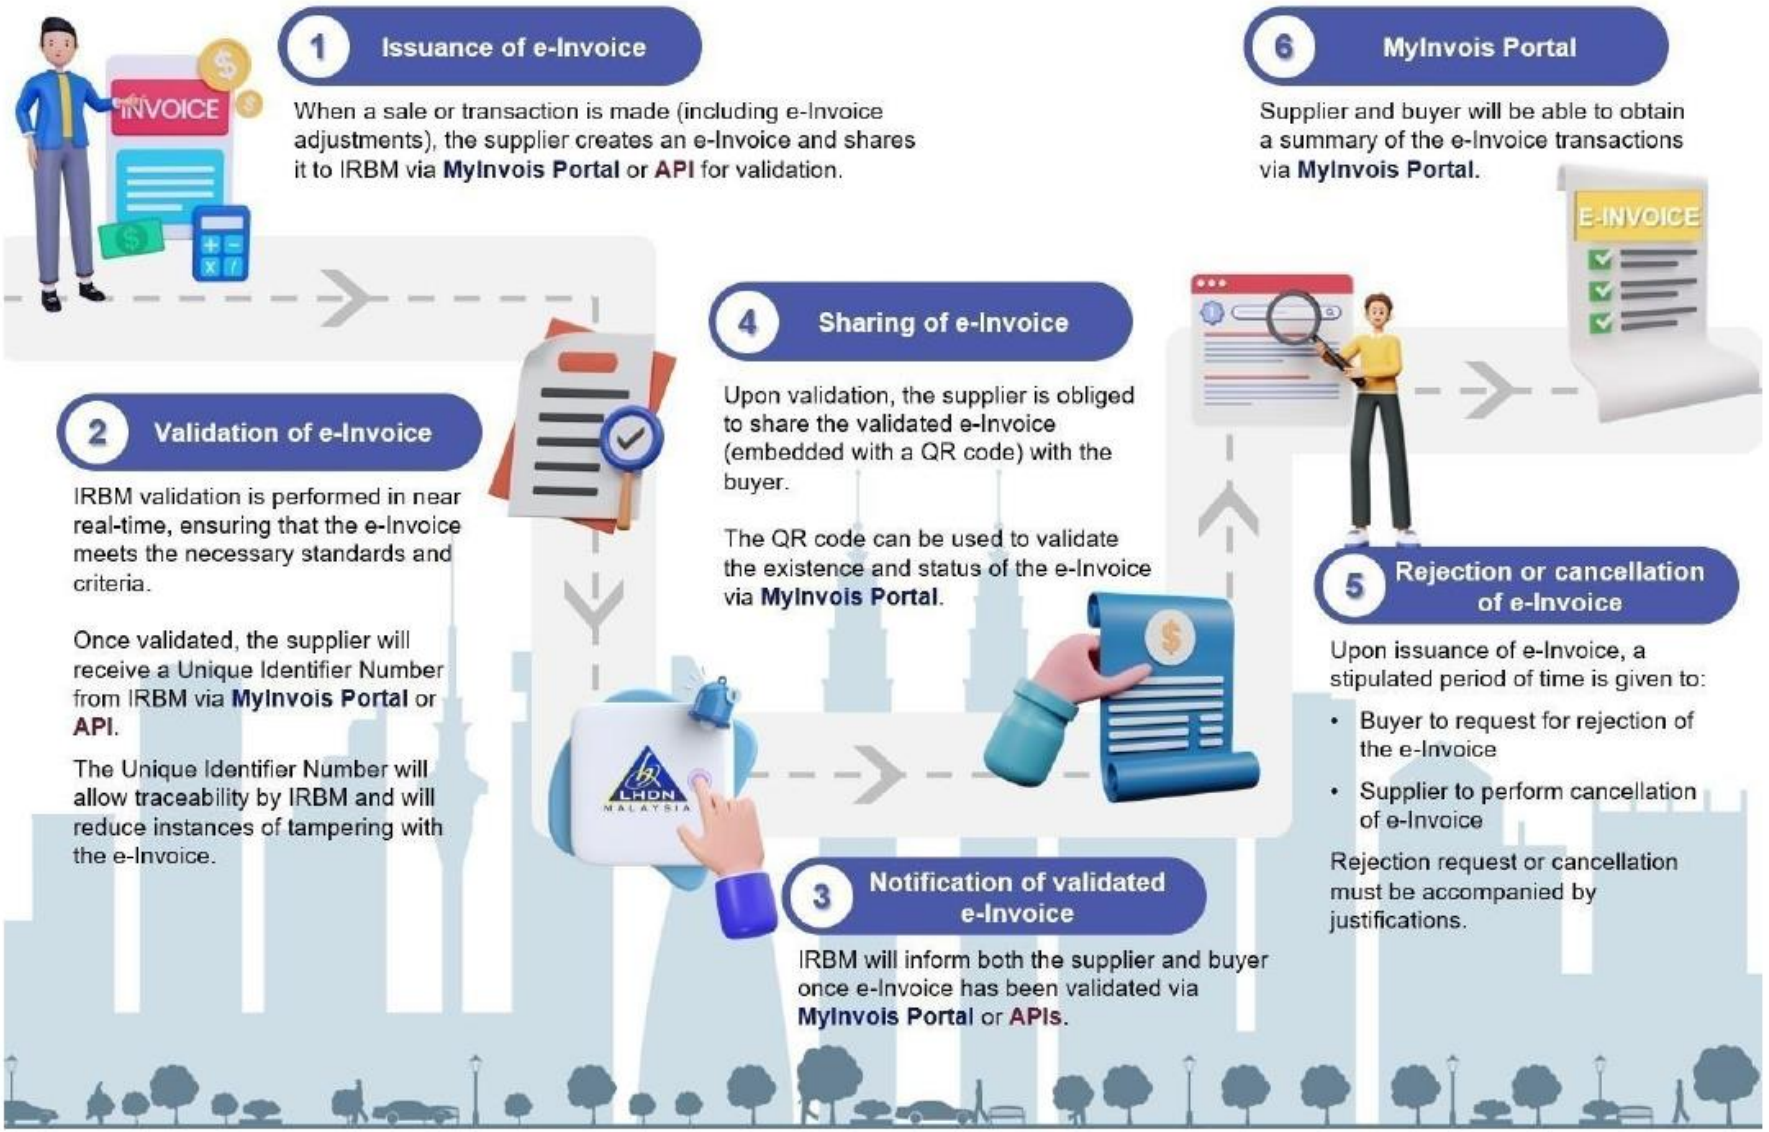 1
Issuance of e-Invoice
When a sale or transaction is made (including e-Invoice
adjustments), the supplier creates an e-Invoice and shares
it to IRBM via MyInvois Portal or API for validation.
INVOICE
$
$
$
+ -
x /
2
Validation of e-Invoice
IRBM validation is performed in near
real-time, ensuring that the e-Invoice
meets the necessary standards and
criteria.
Once validated, the supplier will
receive a Unique Identifier Number
from IRBM via MyInvois Portal or
API.
The Unique Identifier Number will
allow traceability by IRBM and will
reduce instances of tampering with
the e-Invoice.
LHDN
MALAYSIA
3
Notification of validated
e-Invoice
IRBM will inform both the supplier and buyer
once e-Invoice has been validated via
MyInvois Portal or APIs.
4
Sharing of e-Invoice
Upon validation, the supplier is obliged
to share the validated e-Invoice
(embedded with a QR code) with the
buyer.
The QR code can be used to validate
the existence and status of the e-Invoice
via MyInvois Portal.
$
5
Rejection or cancellation
of e-Invoice
Upon issuance of e-Invoice, a
stipulated period of time is given to:
• Buyer to request for rejection of
the e-Invoice
• Supplier to perform cancellation
of e-Invoice
Rejection request or cancellation
must be accompanied by
justifications.
6
MyInvois Portal
Supplier and buyer will be able to obtain
a summary of the e-Invoice transactions
via MyInvois Portal.
E-INVOICE